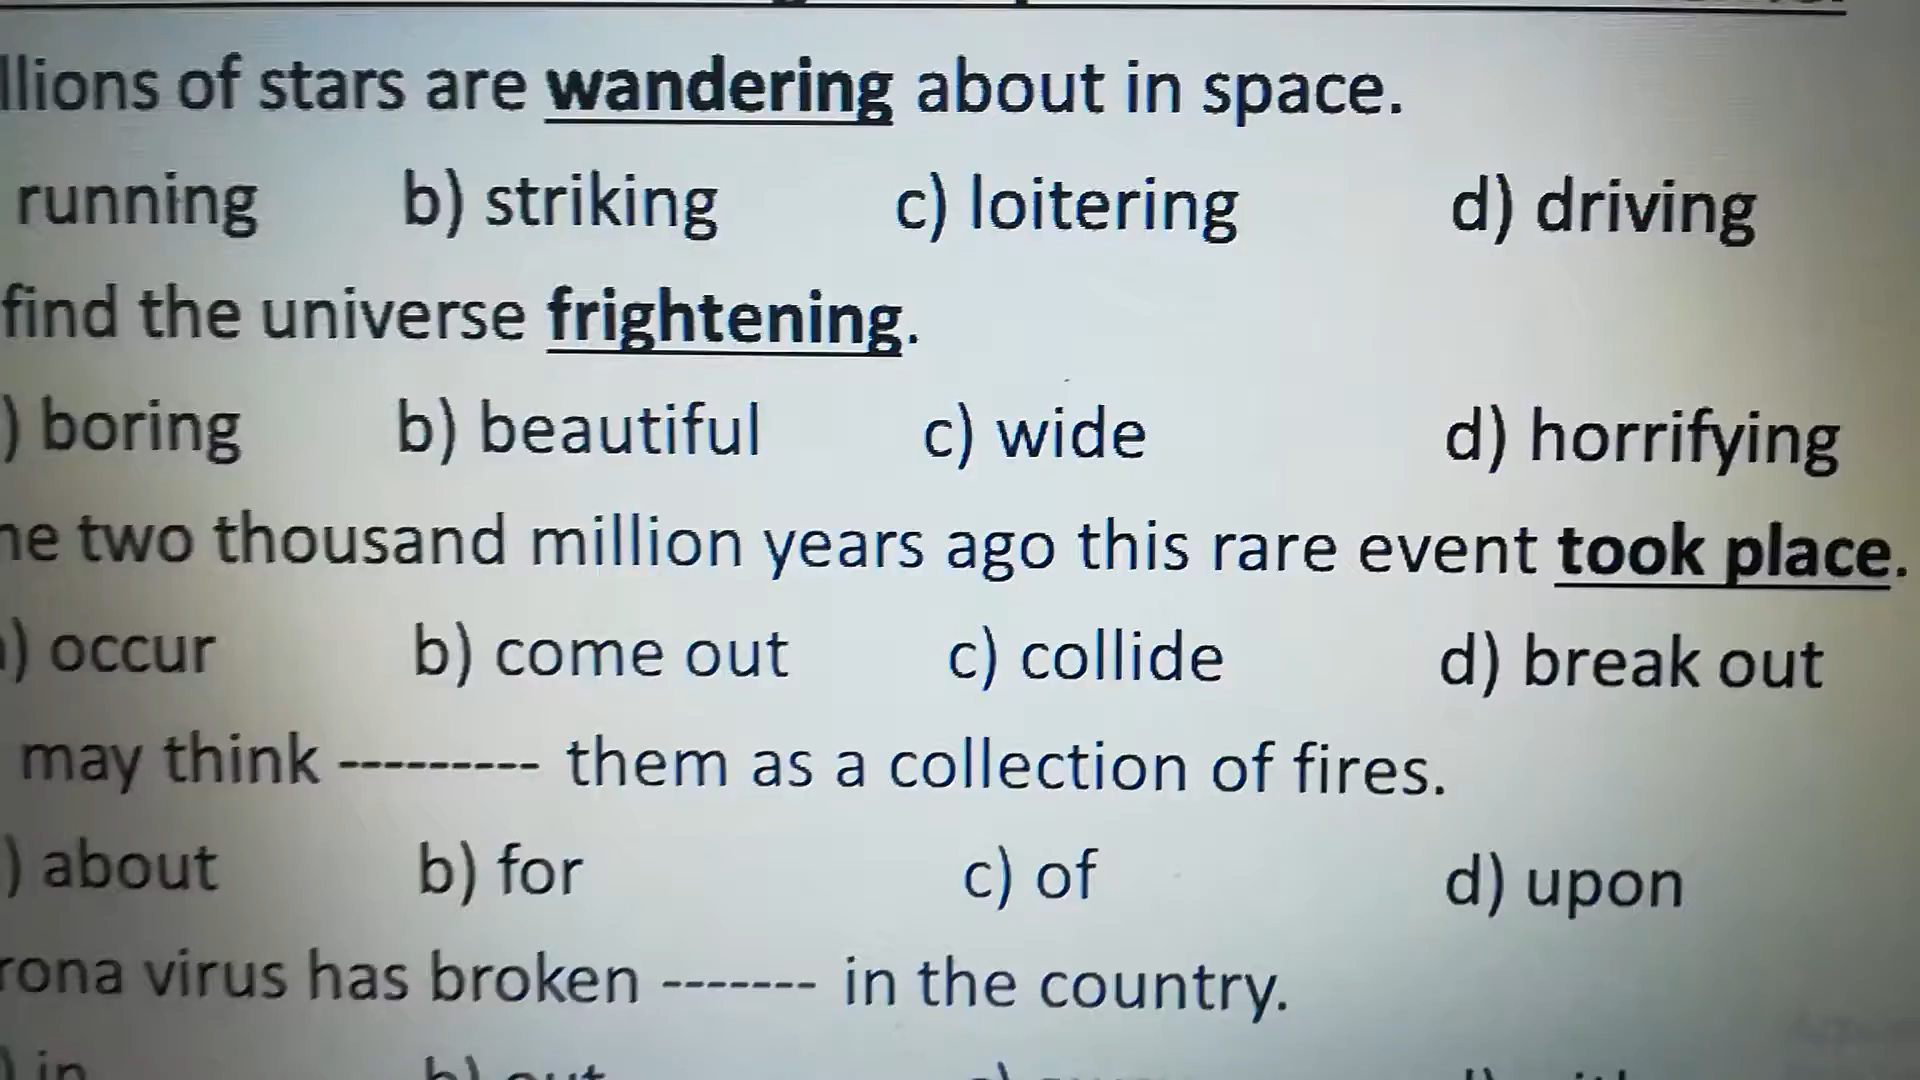 llions of stars are wandering about in space.
running b) striking c) loitering d) driving
find the universe frightening.
) boring b) beautiful c) wide d) horrifying
ne two thousand million years ago this rare event took place.
) occur b) come out c) collide d) break out
may think --------- them as a collection of fires.
) about b) for c) of d) upon
rona virus has broken ------- in the country.
) in b) out